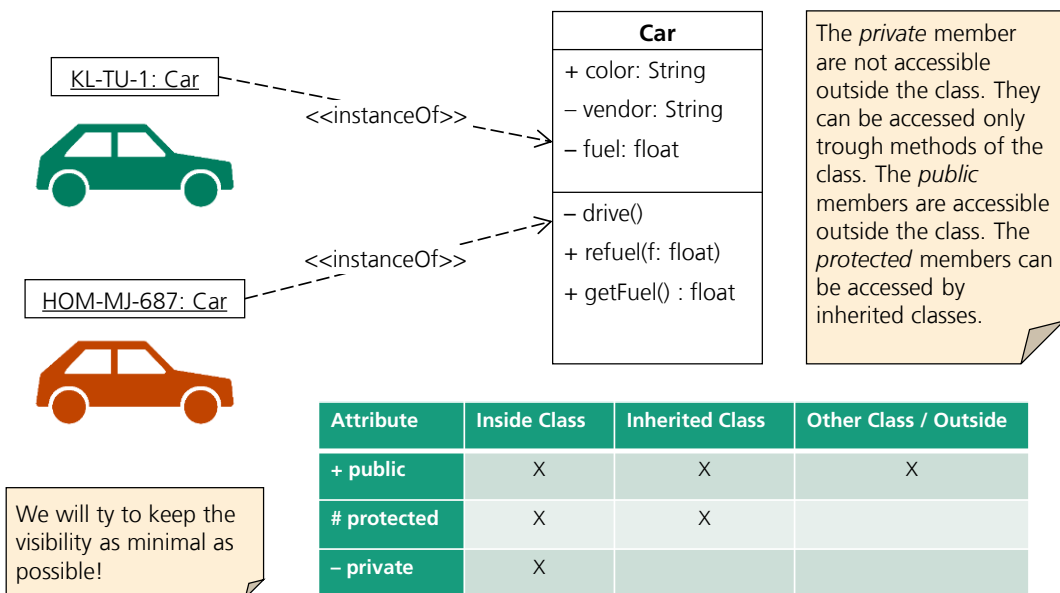 KL-TU-1: Car
<<instanceOf>>
HOM-MJ-687: Car
<<instanceOf>>
Car
+ color: String
– vendor: String
– fuel: float
– drive()
+ refuel(f: float)
+ getFuel() : float
The private member
are not accessible
outside the class. They
can be accessed only
trough methods of the
class. The public
members are accessible
outside the class. The
protected members can
be accessed by
inherited classes.
We will ty to keep the
visibility as minimal as
possible!
Attribute Inside Class Inherited Class Other Class / Outside
+ public X X X
# protected X X
– private X